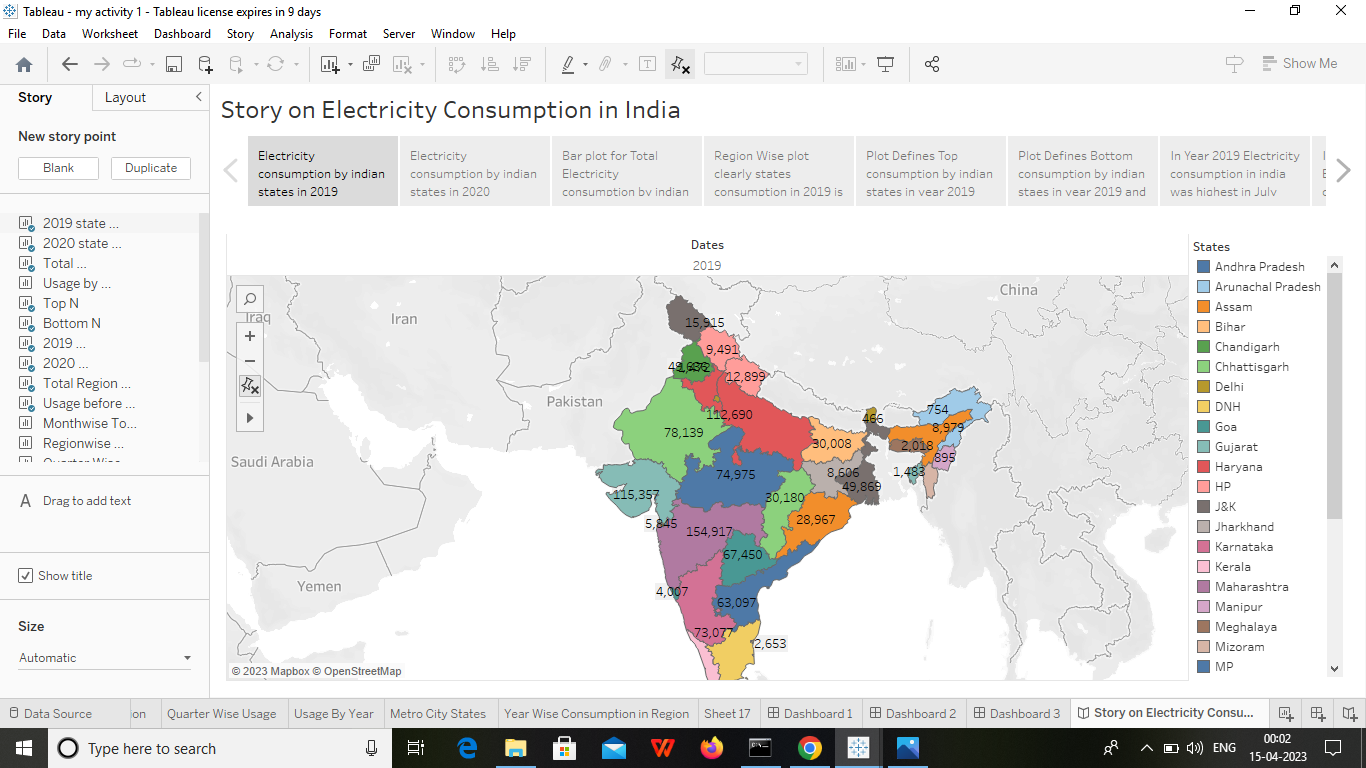 Tableau - my activity 1 - Tableau license expires in 9 days
File Data Worksheet Dashboard Story Analysis Format Server Window Help
Show Me
Story Layout
New story point
Blank Duplicate
2019 state ...
2020 state ...
Total ...
Usage by ...
Top N
Bottom N
2019 ...
2020 ...
Total Region ...
Usage before ...
Monthwise To...
Regionwise ...
Quarter Wise
A Drag to add text
Show title
Size
Automatic
Story on Electricity Consumption in India
Electricity
consumption by indian
states in 2019
Electricity
consumption by indian
states in 2020
Bar plot for Total
Electricity
consumption by indian
Region Wise plot
clearly states
consumption in 2019 is
Plot Defines Top
consumption by indian
states in year 2019
Plot Defines Bottom
consumption by indian
staes in year 2019 and
In Year 2019 Electricity
consumption in india
was highest in July
Dates
2019
China
Iraq
Iran
Pakistan
Saudi Arabia
Yemen
15,915
9,491
12,899
112,690
78,139
466
754
8,979
2,018
895
1,483
30,008
8,606
49,869
74,975
30,180
28,967
115,357
5,845
154,917
67,450
4,007
63,097
73,077
2,653
© 2023 Mapbox © OpenStreetMap
States
Andhra Pradesh
Arunachal Pradesh
Assam
Bihar
Chandigarh
Chhattisgarh
Delhi
DNH
Goa
Gujarat
Haryana
HP
J&K
Jharkhand
Karnataka
Kerala
Maharashtra
Manipur
Meghalaya
Mizoram
MP
Data Source on Quarter Wise Usage Usage By Year Metro City States Year Wise Consumption in Region Sheet 17 Dashboard 1 Dashboard 2 Dashboard 3 Story on Electricity Consu...
Type here to search
ENG
00:02
15-04-2023